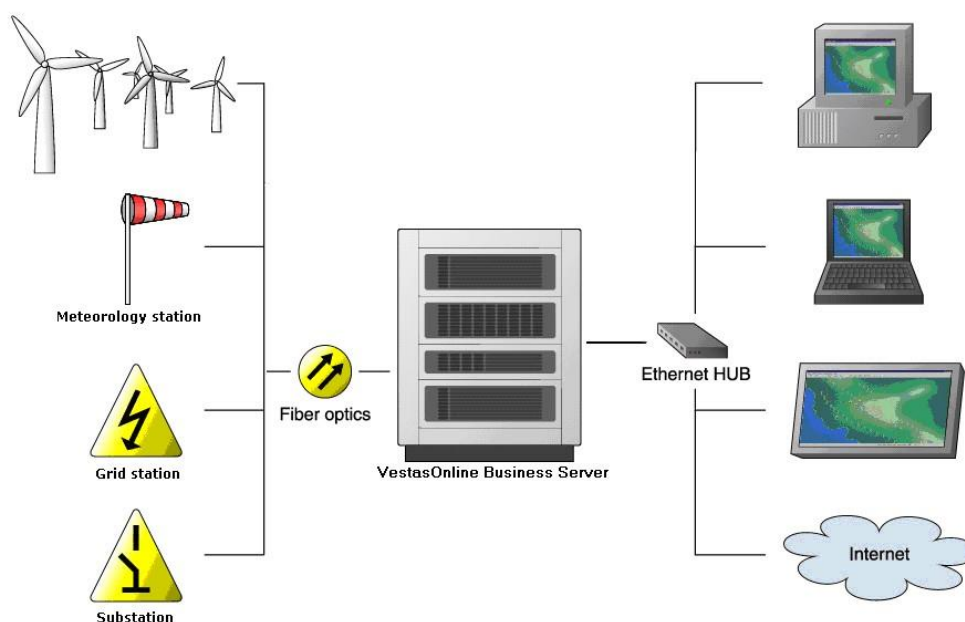 Meteorology station
Ethernet HUB
Fiber optics
Grid station
VestasOnline Business Server
Internet
Substation